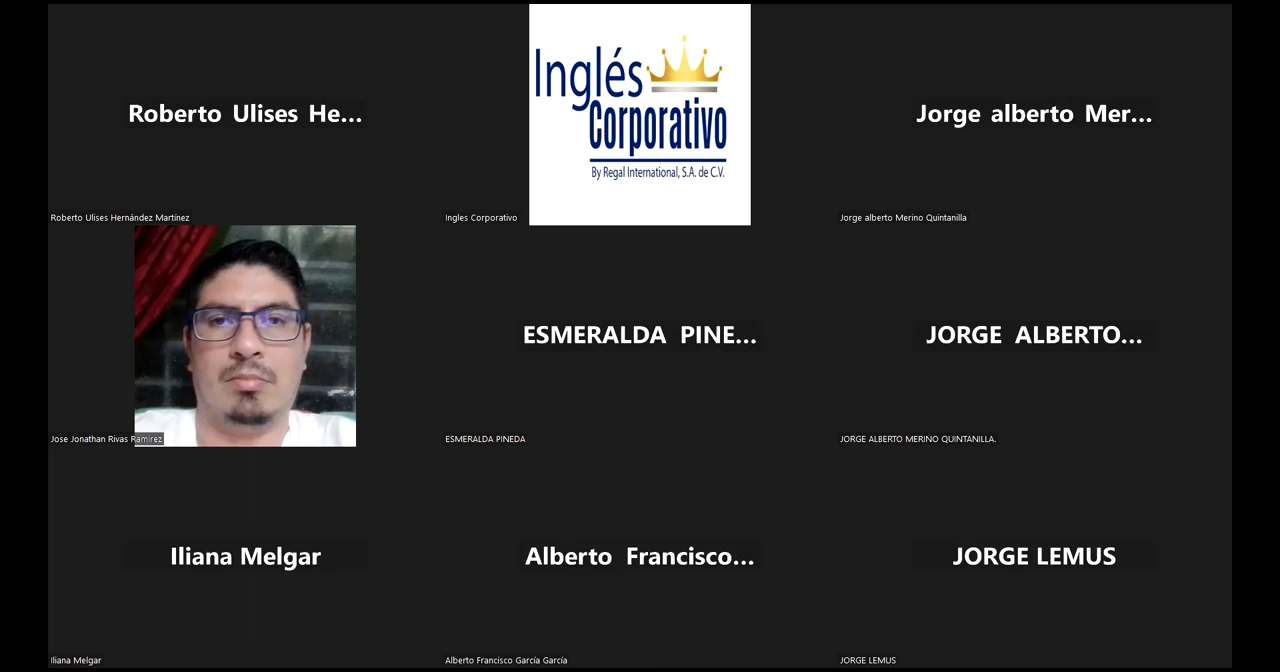 Roberto Ulises He...
Roberto Ulises Hernández Martínez
Inglés
Corporativo
By Regal International, S.A. de C.V.
Ingles Corporativo
Jorge alberto Mer...
Jorge alberto Merino Quintanilla
Jose Jonathan Rivas Ramirez
ESMERALDA PINE...
ESMERALDA PINEDA
JORGE ALBERTO...
JORGE ALBERTO MERINO QUINTANILLA.
Iliana Melgar
Iliana Melgar
Alberto Francisco...
Alberto Francisco García García
JORGE LEMUS
JORGE LEMUS